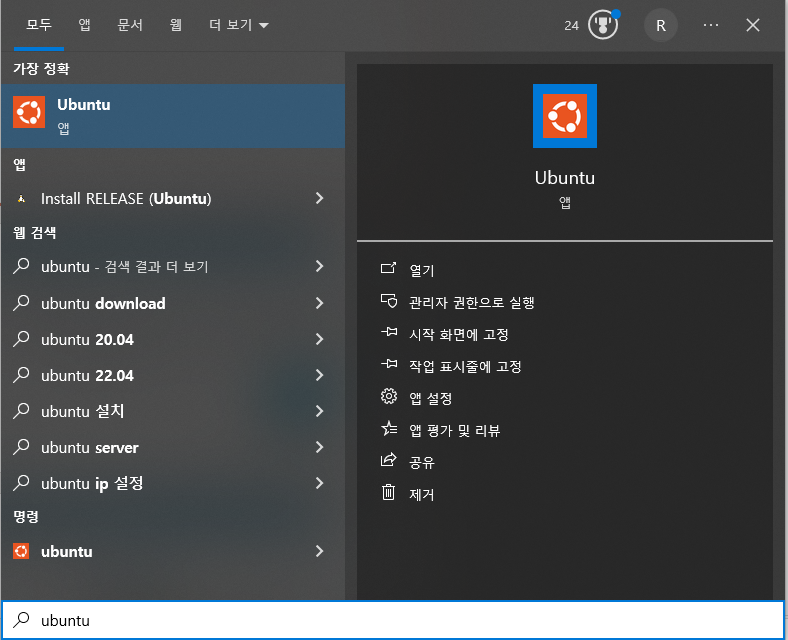 모두 앱 문서 웹 더 보기 24 R
가장 정확
Ubuntu
앱
앱
Install RELEASE (Ubuntu)
웹 검색
ubuntu - 검색 결과 더 보기
ubuntu download
ubuntu 20.04
ubuntu 22.04
ubuntu 설치
ubuntu server
ubuntu ip 설정
명령
ubuntu
Ubuntu
앱
열기
관리자 권한으로 실행
시작 화면에 고정
작업 표시줄에 고정
앱 설정
앱 평가 및 리뷰
공유
제거
ubuntu